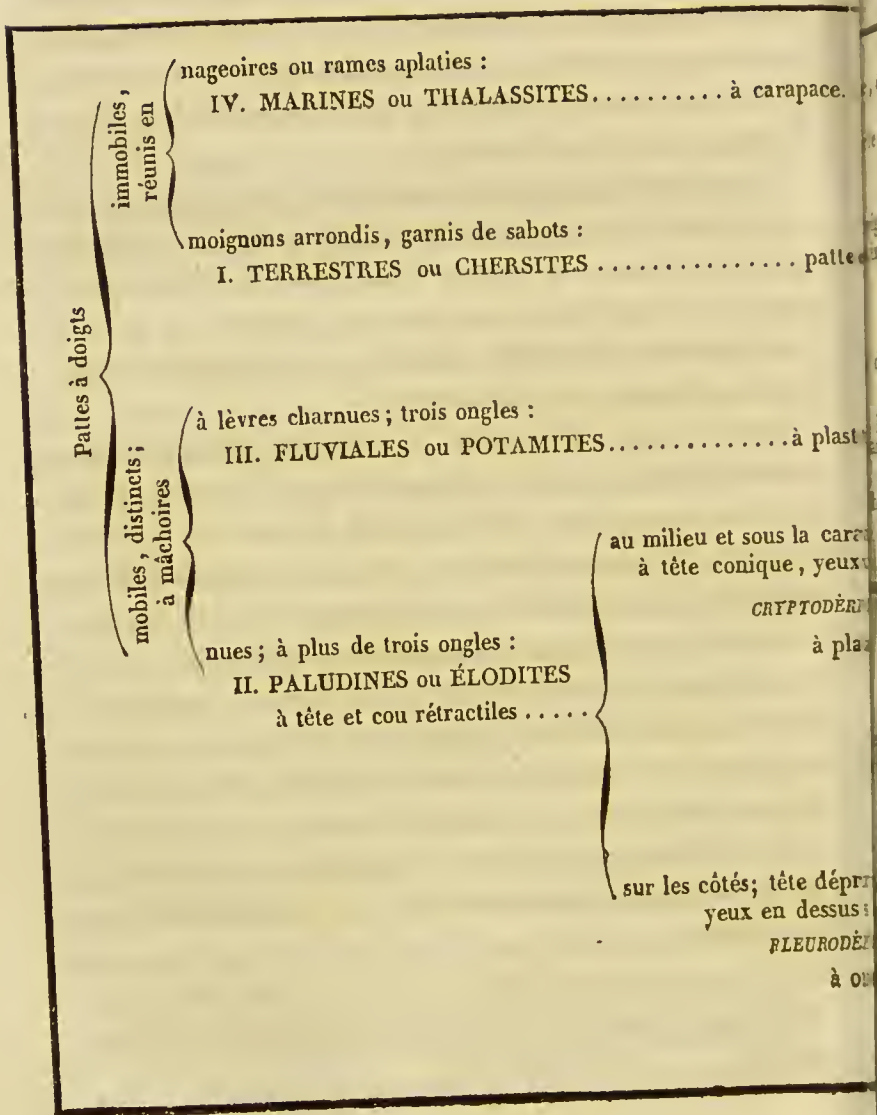 Pattes à doigts
immobiles,
réunis en
nageoires ou rames aplaties :
IV. MARINES ou THALASSITES.......... à carapace.
moignons arrondis, garnis de sabots :
I. TERRESTRES ou CHERSITES ............... patte
mobiles, distincts;
à mâchoires
à lèvres charnues; trois ongles :
III. FLUVIALES ou POTAMITES.............. à plast
nues; à plus de trois ongles :
II. PALUDINES ou ÉLODITES
à tête et cou rétractiles .....
au milieu et sous la cara
à tête conique, yeux
CRYPTODÈR
à pla
sur les côtés; tête dépr
yeux en dessus :
PLEURODÈ
à o